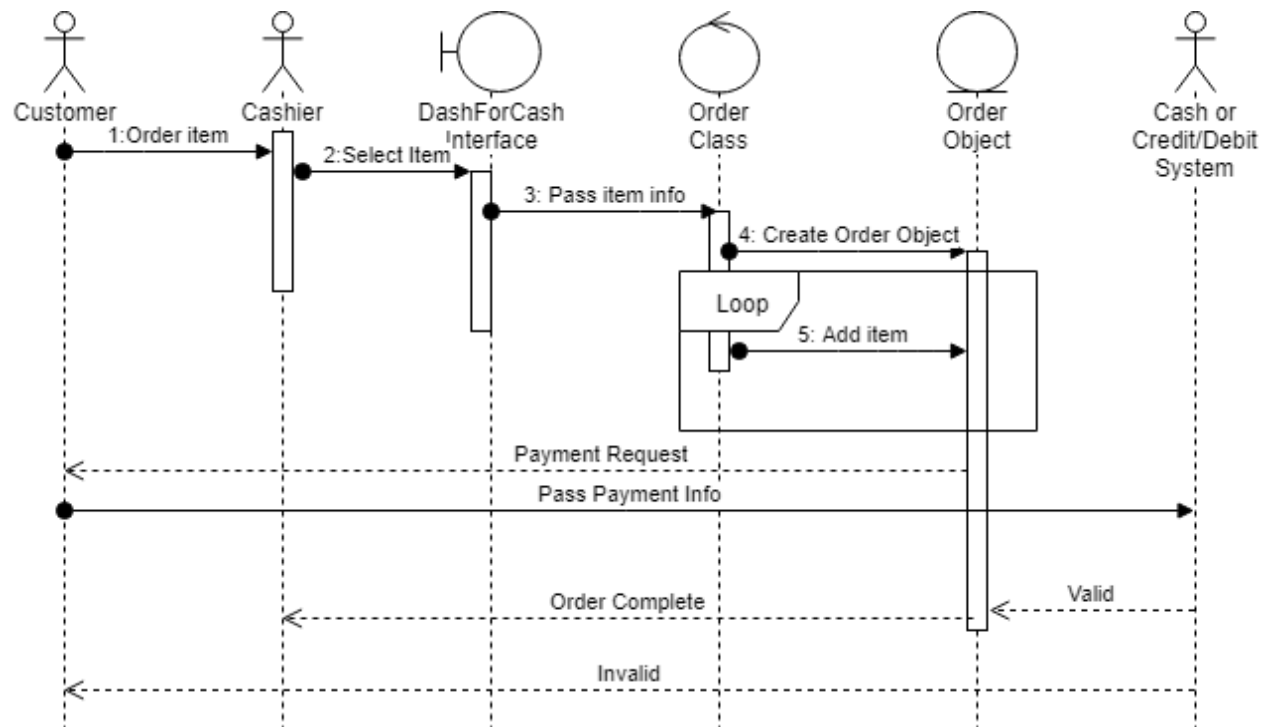 Customer
Cashier
DashForCash
Interface
Order
Class
Order
Object
Cash or
Credit/Debit
System
1:Order item
2:Select Item
3: Pass item info
4: Create Order Object
Loop
5: Add item
Payment Request
Pass Payment Info
Valid
Order Complete
Invalid